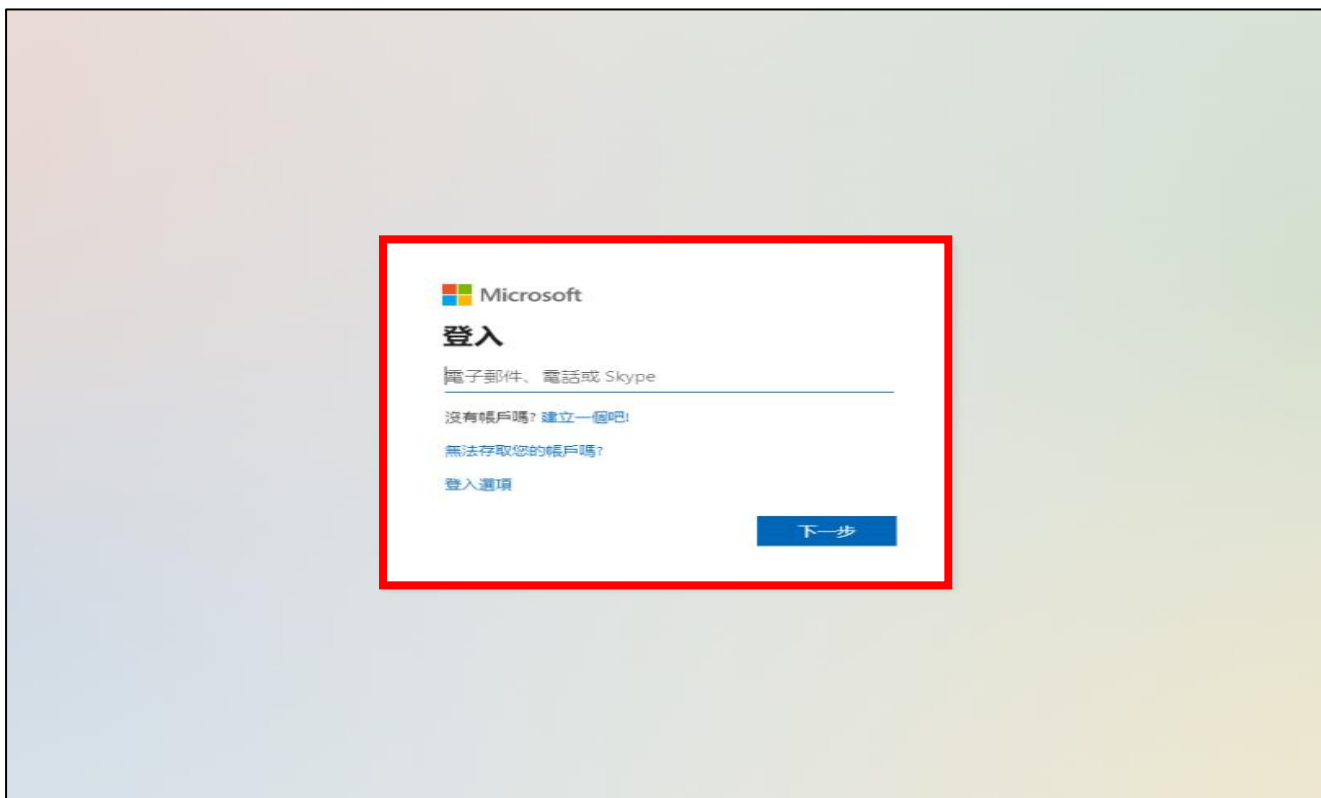 Microsoft
登入
電子郵件、電話或 Skype
沒有帳戶嗎? 建立一個吧!
無法存取您的帳戶嗎?
登入選項
下一步